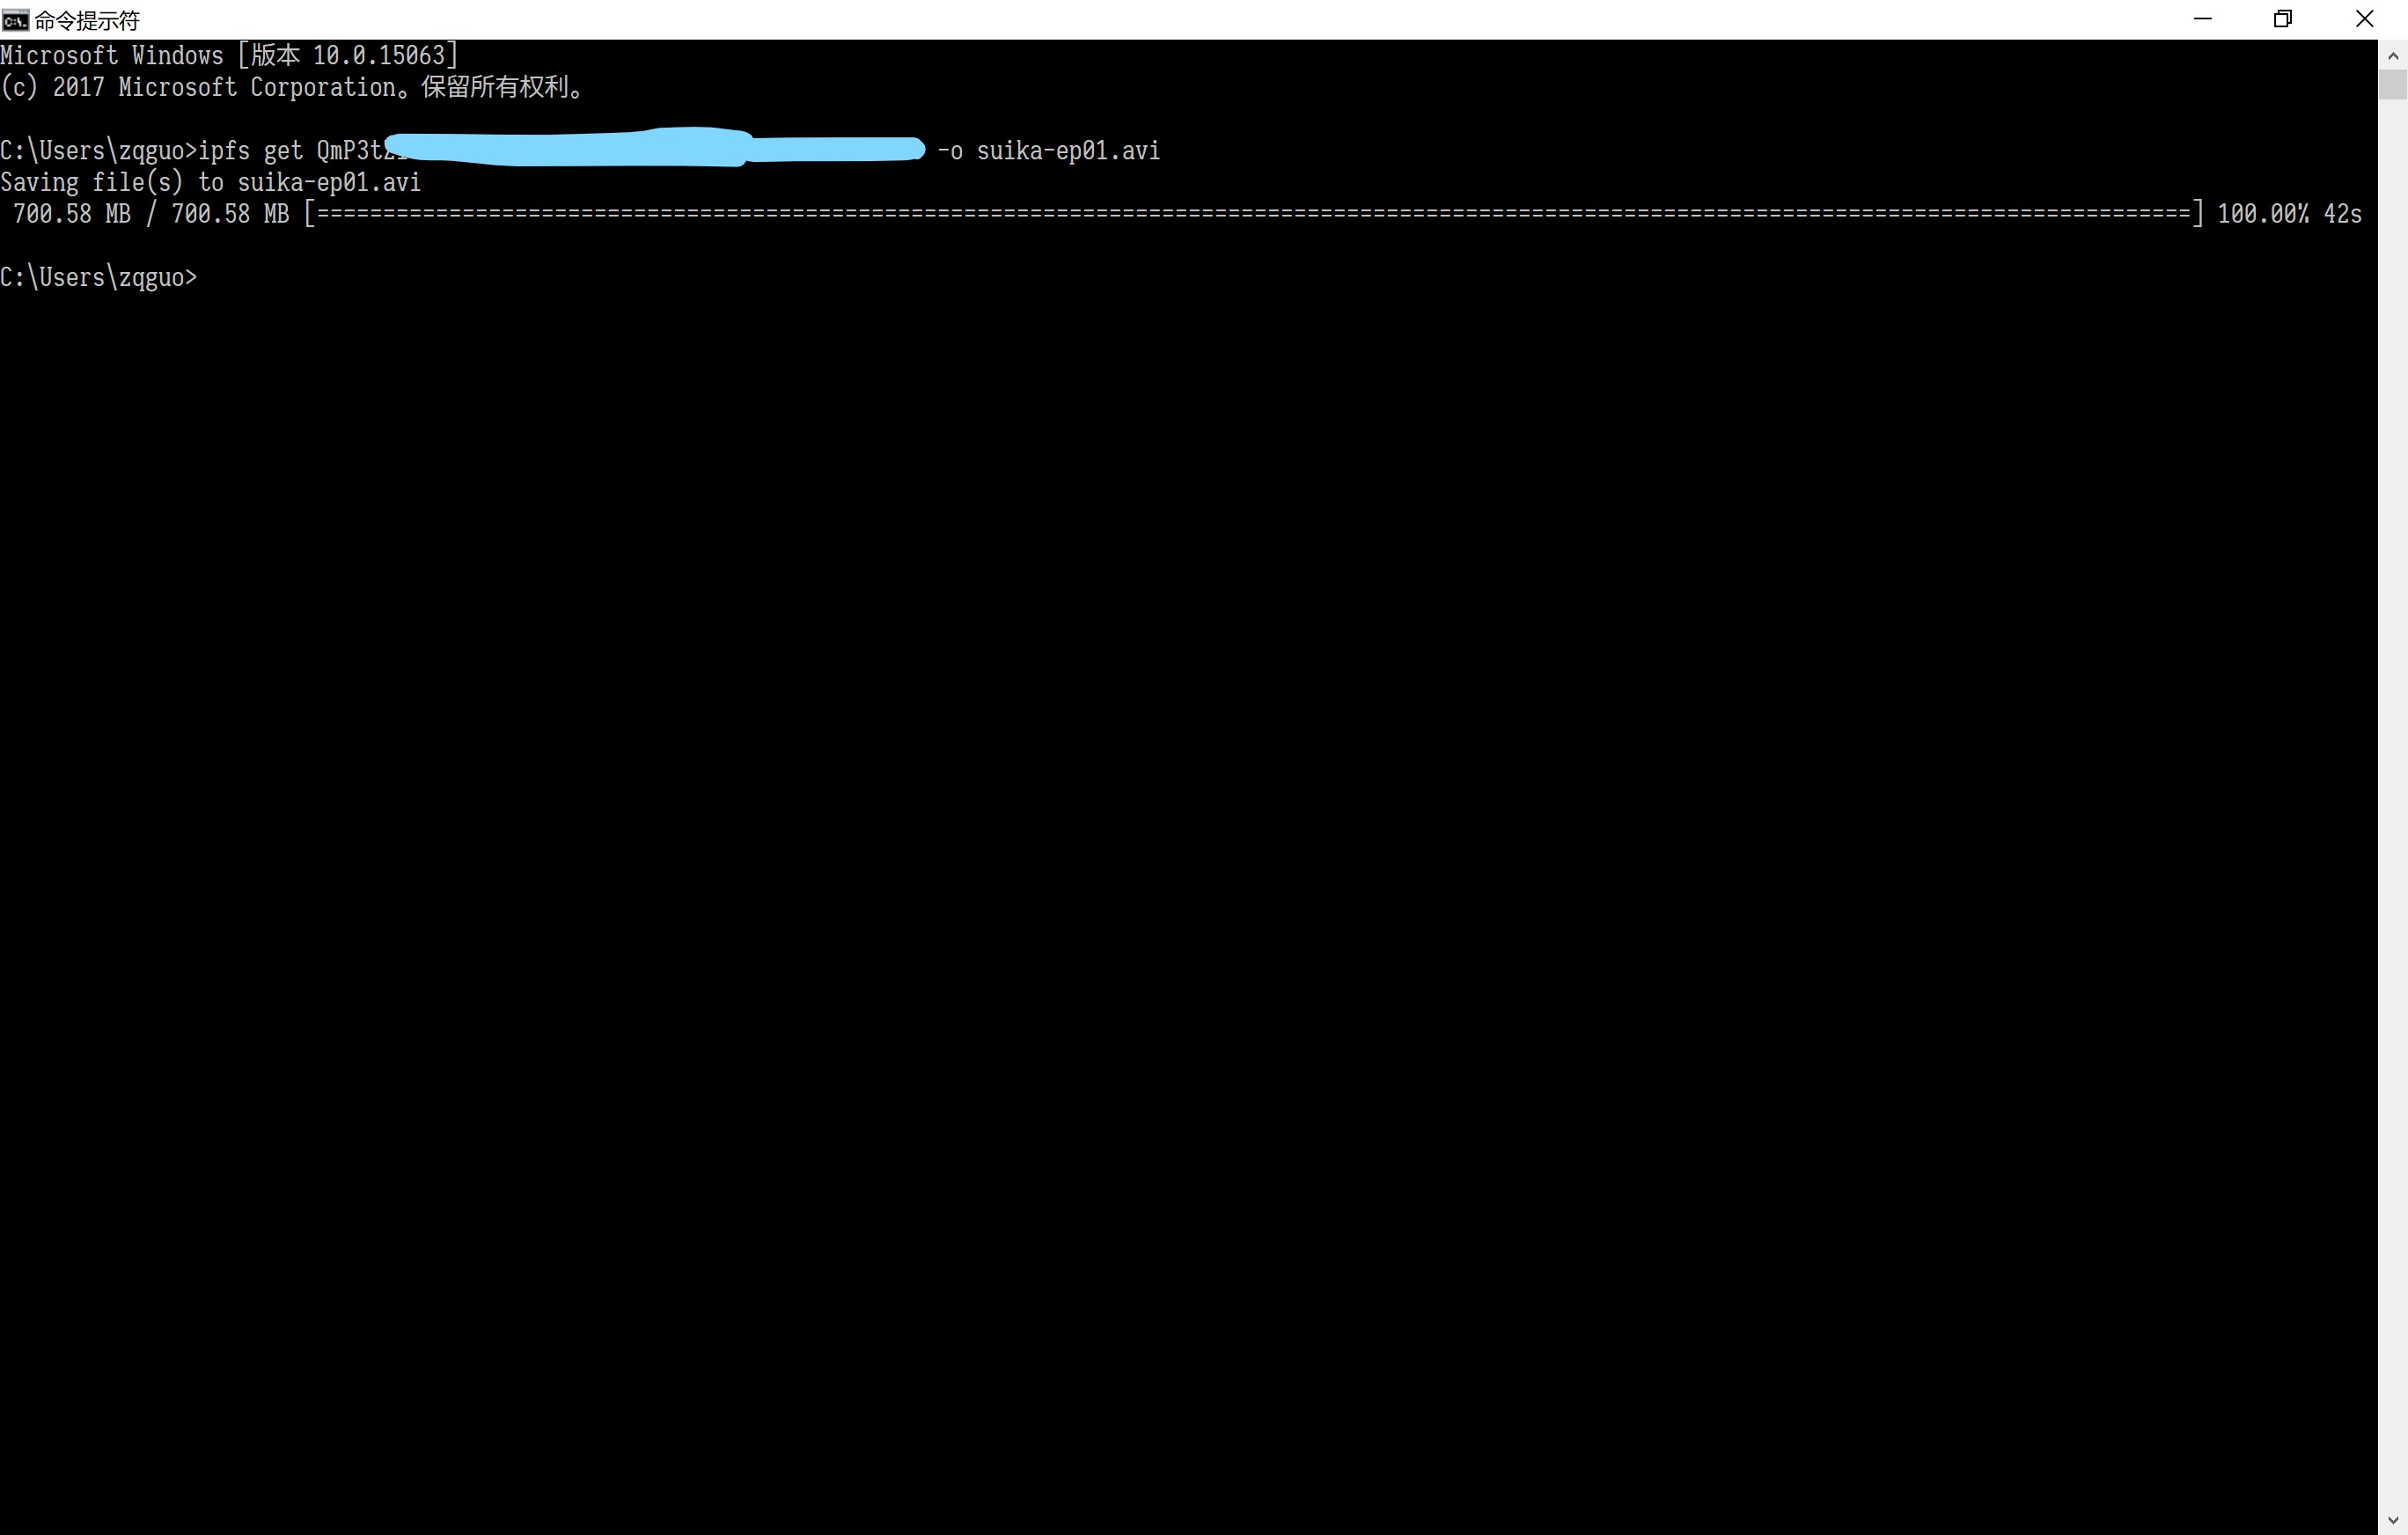 命令提示符
Microsoft Windows [版本 10.0.15063]
(c) 2017 Microsoft Corporation。保留所有权利。
C:\Users\zqguo>ipfs get QmP3t -o suika-ep01.avi
Saving file(s) to suika-ep01.avi
700.58 MB / 700.58 MB [==============================================================================================================================================] 100.00% 42s
C:\Users\zqguo>